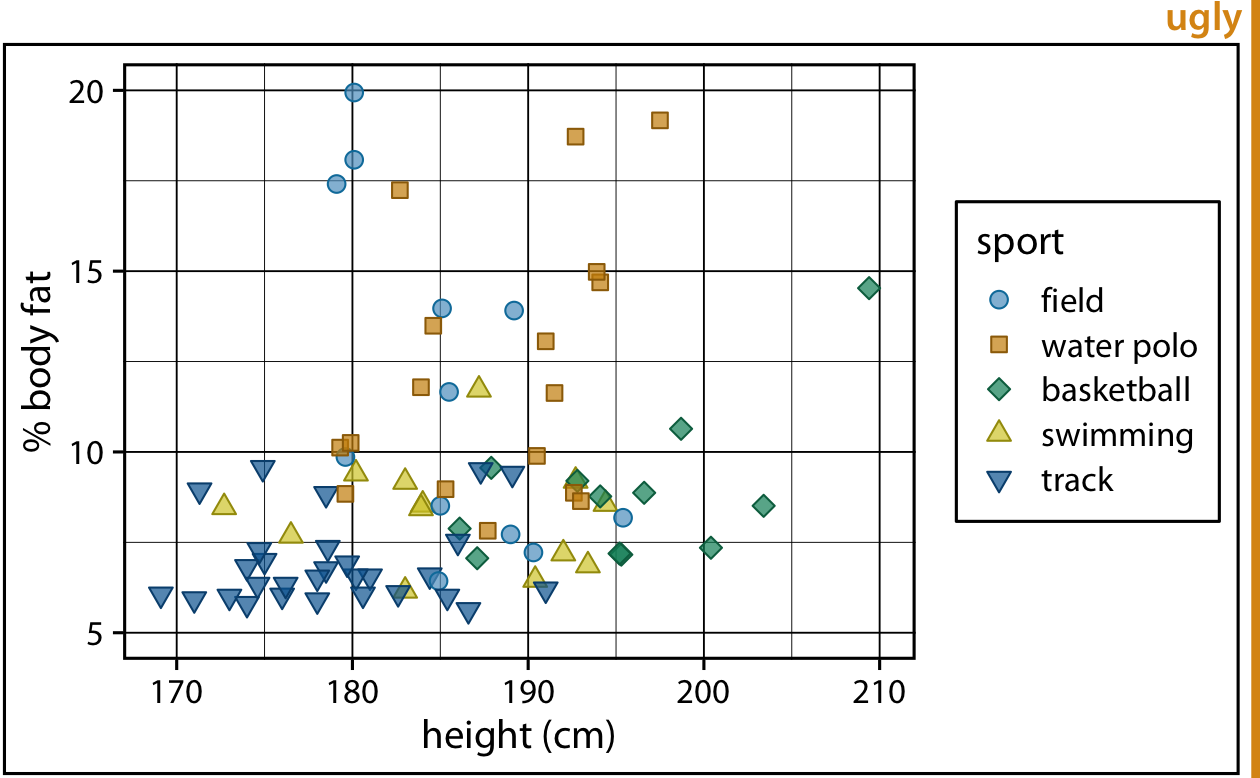 ugly
20
15
10
5
% body fat
170 180 190 200 210
height (cm)
sport
field
water polo
basketball
swimming
track